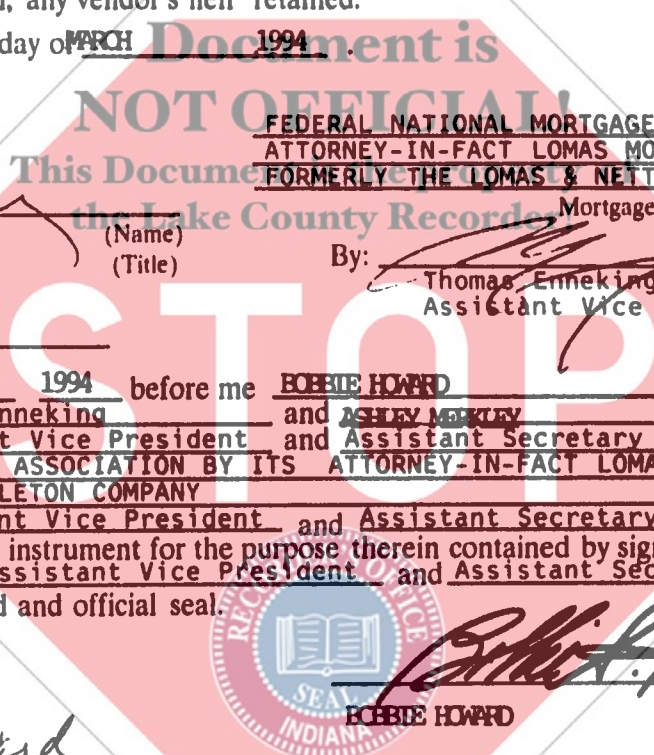 any vendor's lien retained.
day of MARCH 1994 .
Document is
NOT OFFICIAL!
This Document is the property
the Lake County Recorder!
FEDERAL NATIONAL MORTGAGE
ATTORNEY-IN-FACT LOMAS MO
FORMERLY THE LOMAS & NETT
Mortgage
(Name)
(Title)
By:
Thomas Enneking
Assistant Vice
STOP
1994 before me BOBBIE HOWARD
nneking and ASHLEY
t Vice President and Assistant Secretary
ASSOCIATION BY ITS ATTORNEY-IN-FACT LOMA
LETON COMPANY
nt Vice President and Assistant Secretary
instrument for the purpose therein contained by sig
ssistant Vice President and Assistant Sec
d and official seal.
RECORDER'S OFFICE
SEAL
INDIANA
BOBBIE HOWARD